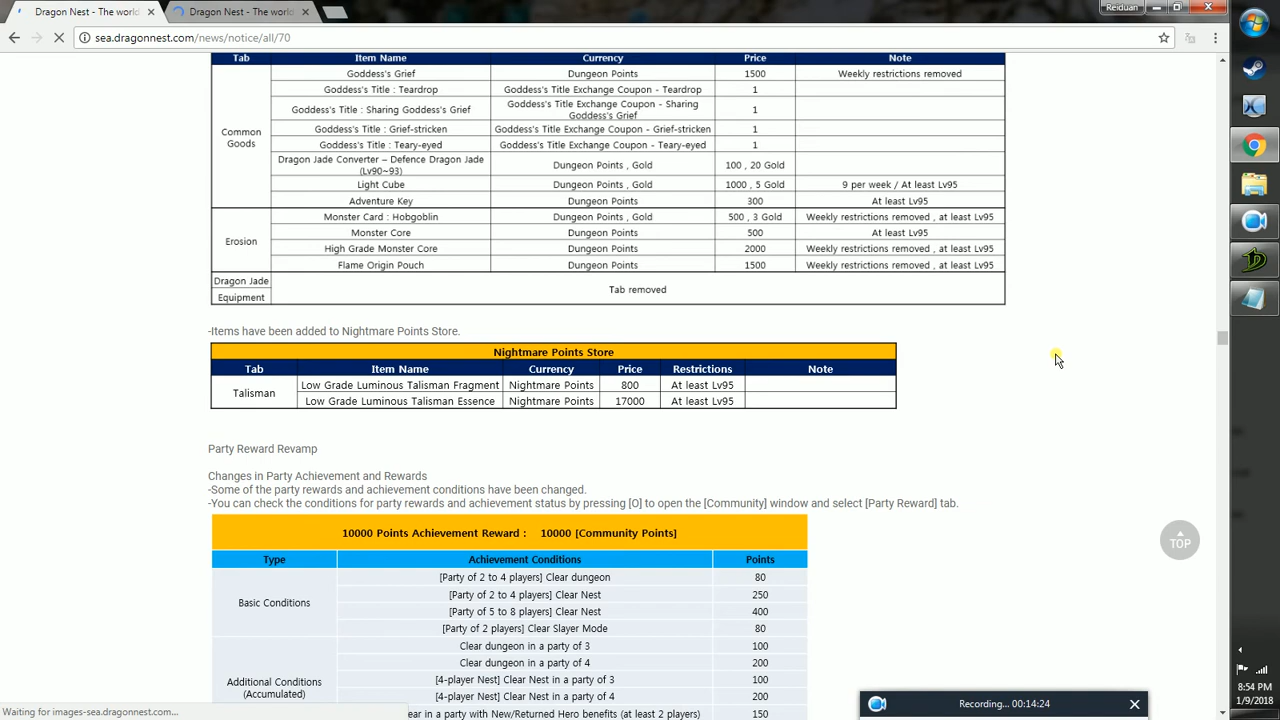 Dragon Nest - The world
Dragon Nest - The world
Reiduan
sea.dragonnest.com/news/notice/all/70
Tab Item Name Currency Price Note
Common Goods
Goddess's Grief Dungeon Points 1500 Weekly restrictions removed
Goddess's Title : Teardrop Goddess's Title Exchange Coupon - Teardrop 1
Goddess's Title : Sharing Goddess's Grief Goddess's Title Exchange Coupon - Sharing Goddess's Grief 1
Goddess's Title : Grief-stricken Goddess's Title Exchange Coupon - Grief-stricken 1
Goddess's Title : Teary-eyed Goddess's Title Exchange Coupon - Teary-eyed 1
Dragon Jade Converter – Defence Dragon Jade (Lv90~93) Dungeon Points , Gold 100 , 20 Gold
Light Cube Dungeon Points , Gold 1000 , 5 Gold 9 per week / At least Lv95
Adventure Key Dungeon Points 300 At least Lv95
Erosion
Monster Card : Hobgoblin Dungeon Points , Gold 500 , 3 Gold Weekly restrictions removed , at least Lv95
Monster Core Dungeon Points 500 At least Lv95
High Grade Monster Core Dungeon Points 2000 Weekly restrictions removed , at least Lv95
Flame Origin Pouch Dungeon Points 1500 Weekly restrictions removed , at least Lv95
Dragon Jade
Equipment
Tab removed
-Items have been added to Nightmare Points Store.
Nightmare Points Store
Tab Item Name Currency Price Restrictions Note
Talisman
Low Grade Luminous Talisman Fragment Nightmare Points 800 At least Lv95
Low Grade Luminous Talisman Essence Nightmare Points 17000 At least Lv95
Party Reward Revamp
Changes in Party Achievement and Rewards
-Some of the party rewards and achievement conditions have been changed.
-You can check the conditions for party rewards and achievement status by pressing [O] to open the [Community] window and select [Party Reward] tab.
10000 Points Achievement Reward : 10000 [Community Points]
Type Achievement Conditions Points
Basic Conditions
[Party of 2 to 4 players] Clear dungeon 80
[Party of 2 to 4 players] Clear Nest 250
[Party of 5 to 8 players] Clear Nest 400
[Party of 2 players] Clear Slayer Mode 80
Additional Conditions (Accumulated)
Clear dungeon in a party of 3 100
Clear dungeon in a party of 4 200
[4-player Nest] Clear Nest in a party of 3 100
[4-player Nest] Clear Nest in a party of 4 200
ear in a party with New/Returned Hero benefits (at least 2 players) 150
TOP
Waiting for images-sea.dragonnest.com...
Recording... 00:14:24
8:54 PM
1/9/2018